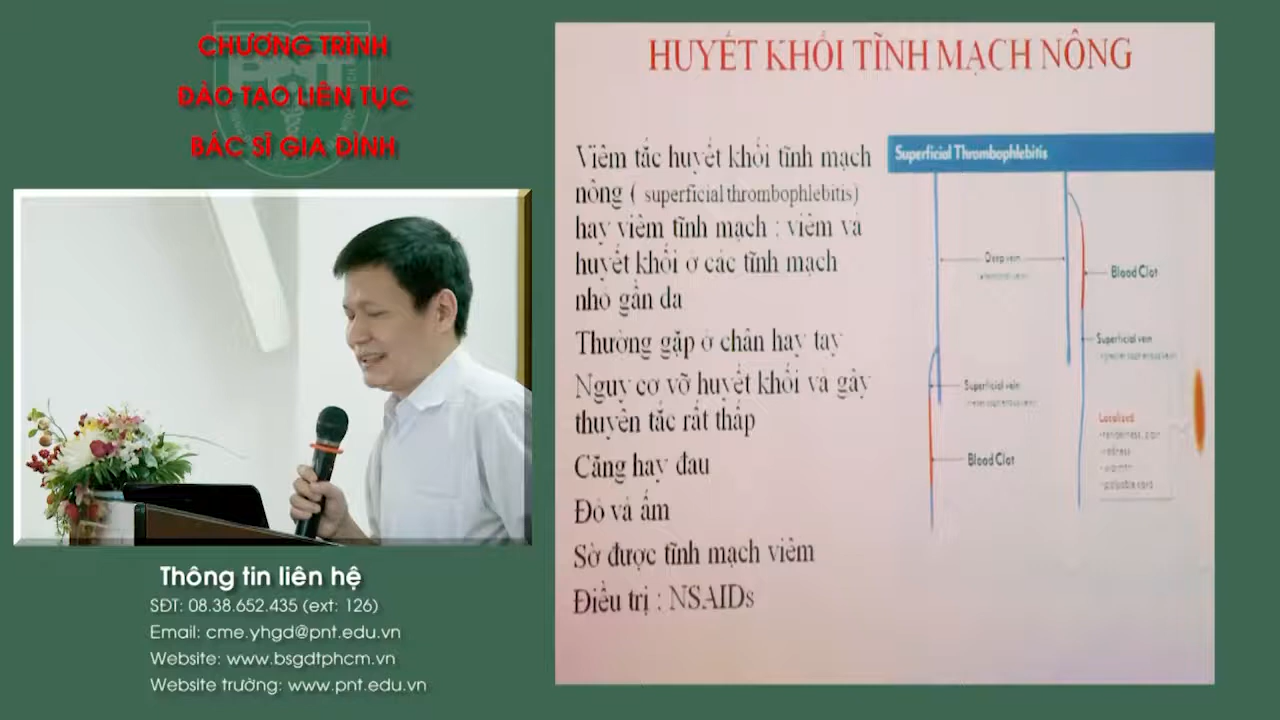 CHƯƠNG TRÌNH
ĐÀO TẠO LIÊN TỤC
BÁC SĨ GIA ĐÌNH
PNT
Thông tin liên hệ
SĐT: 08.38.652.435 (ext: 126)
Email: cme.yhgd@pnt.edu.vn
Website: www.bsgdtphcm.vn
Website trường: www.pnt.edu.vn
HUYẾT KHỐI TĨNH MẠCH NÔNG
Viêm tắc huyết khối tĩnh mạch
nông ( superficial thrombophlebitis)
hay viêm tĩnh mạch : viêm và
huyết khối ở các tĩnh mạch
nhỏ gần da
Thường gặp ở chân hay tay
Nguy cơ vỡ huyết khối và gây
thuyên tắc rất thấp
Căng hay đau
Đỏ và ấm
Sờ được tĩnh mạch viêm
Điều trị : NSAIDs
Superficial Thrombophlebitis
Deep vein
Blood Clot
Superficial vein
Superficial vein
Blood Clot
Localized